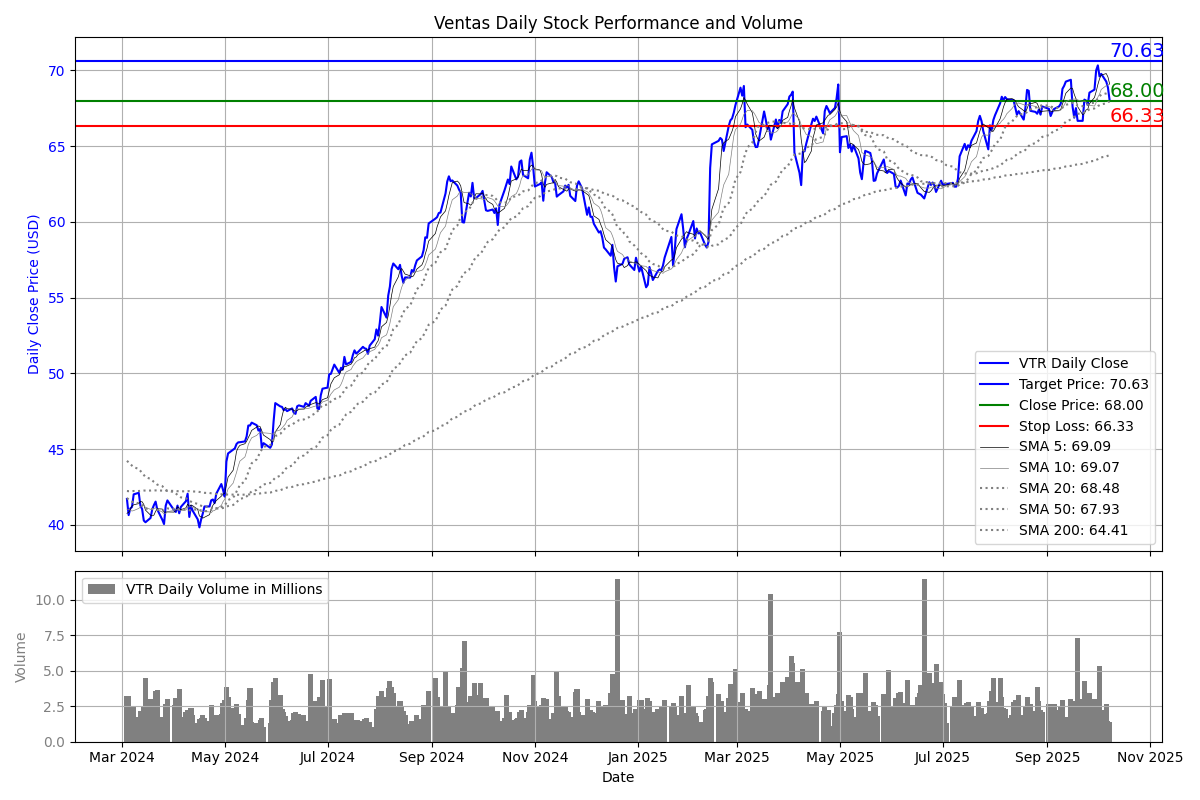 Ventas Daily Stock Performance and Volume
70.63
68.00
66.33
70
65
60
55
50
45
40
Daily Close Price (USD)
VTR Daily Close
Target Price: 70.63
Close Price: 68.00
Stop Loss: 66.33
SMA 5: 69.09
SMA 10: 69.07
SMA 20: 68.48
SMA 50: 67.93
SMA 200: 64.41
VTR Daily Volume in Millions
10.0
7.5
5.0
2.5
0.0
Volume
Mar 2024 May 2024 Jul 2024 Sep 2024 Nov 2024 Jan 2025 Mar 2025 May 2025 Jul 2025 Sep 2025 Nov 2025
Date